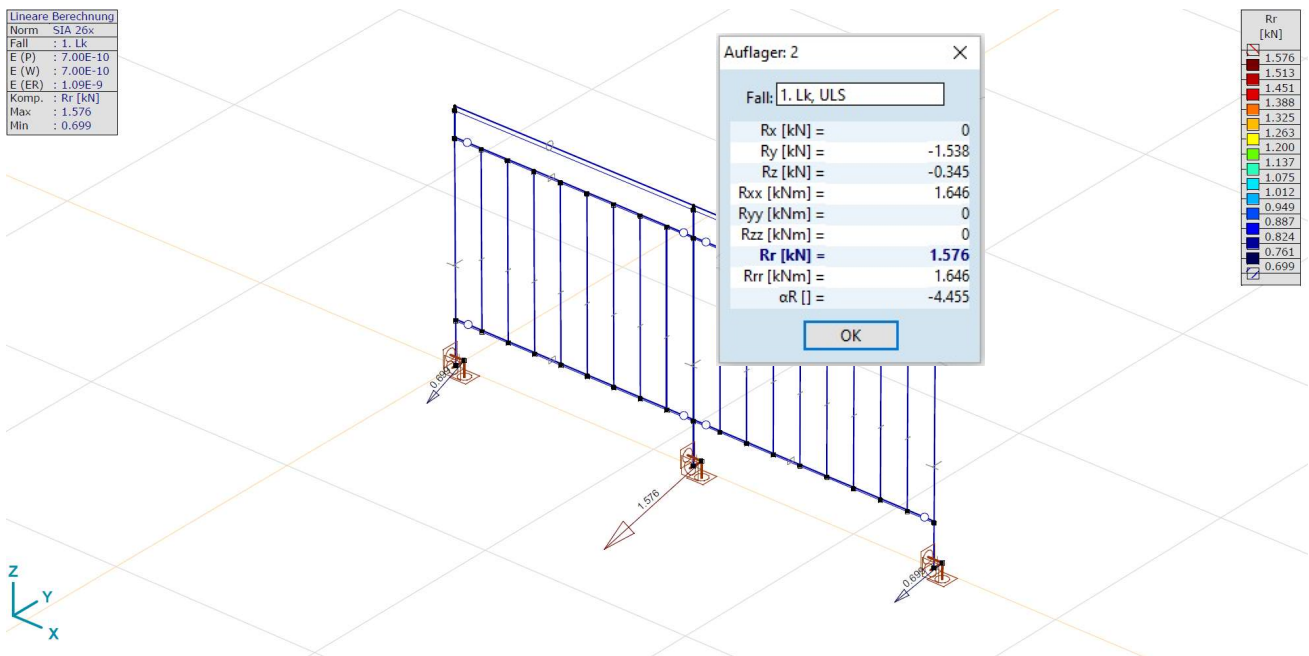 Lineare Berechnung
Norm SIA 26x
Fall : 1. Lk
E (P) : 7.00E-10
E (W) : 7.00E-10
E (ER) : 1.09E-9
Komp. : Rr [kN]
Max : 1.576
Min : 0.699
Auflager: 2
Fall: 1. Lk, ULS
Rx [kN] = 0
Ry [kN] = -1.538
Rz [kN] = -0.345
Rxx [kNm] = 1.646
Ryy [kNm] = 0
Rzz [kNm] = 0
Rr [kN] = 1.576
Rrr [kNm] = 1.646
αR [] = -4.455
OK
Rr
[kN]
1.576
1.513
1.451
1.388
1.325
1.263
1.200
1.137
1.075
1.012
0.949
0.887
0.824
0.761
0.699
0.699
1.576
0.699
Z
Y
X